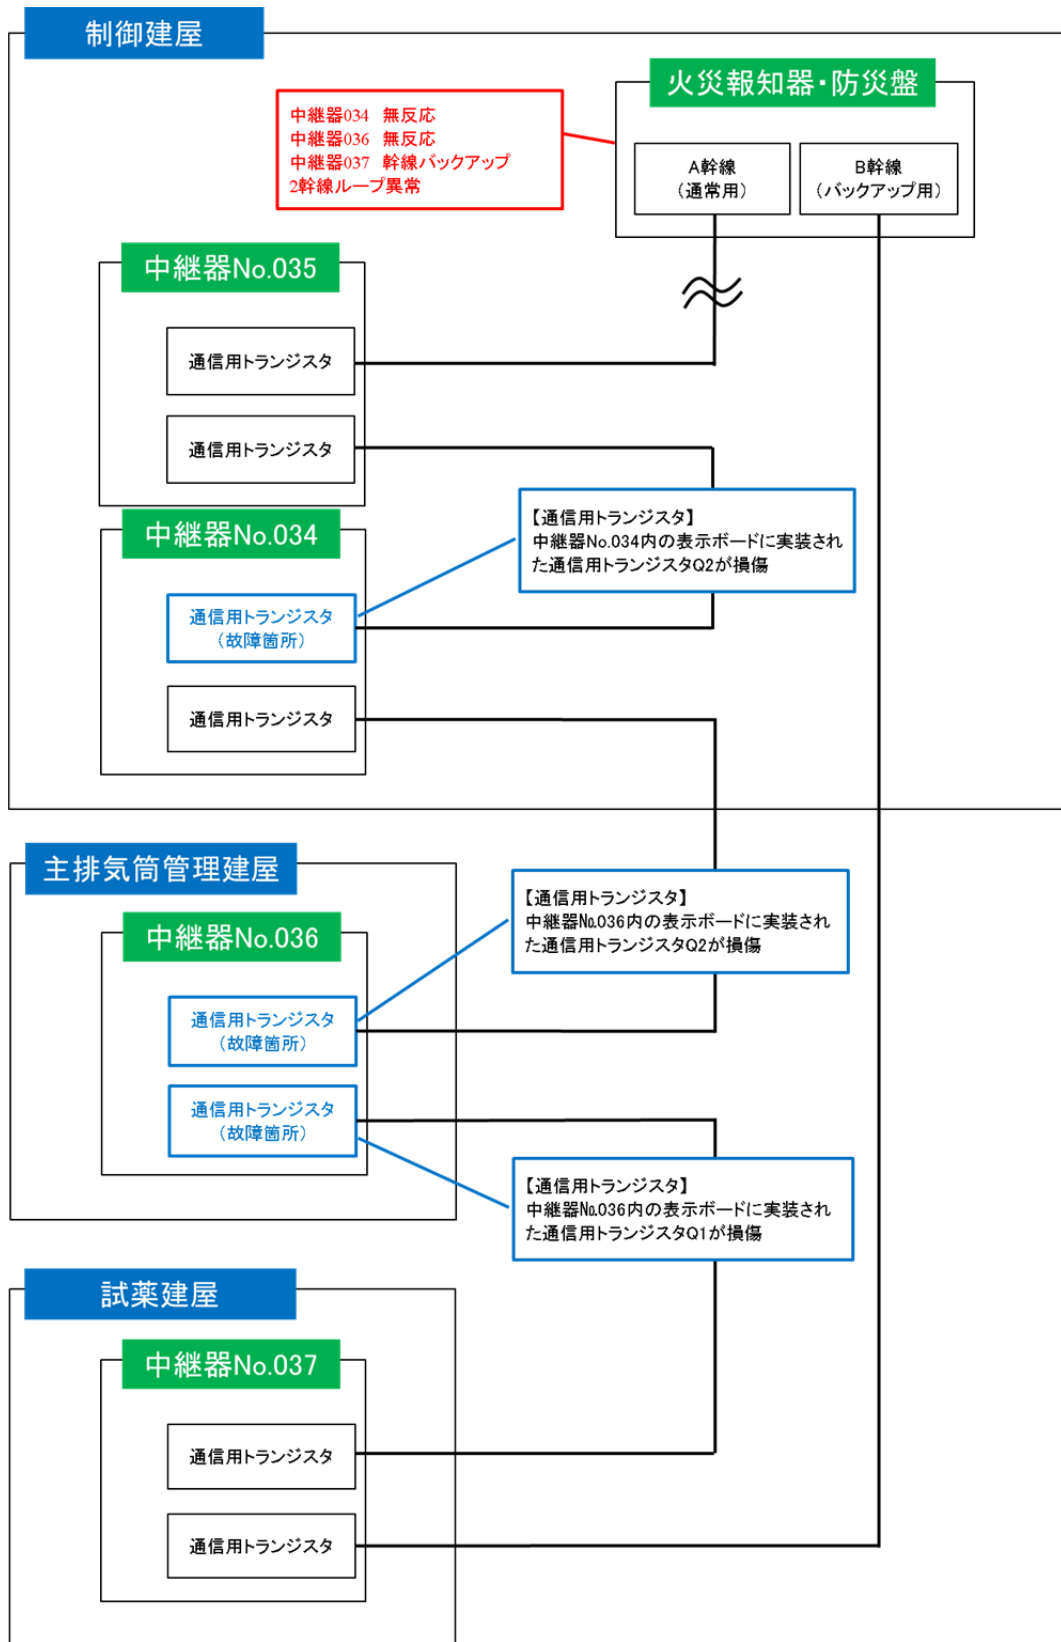 制御建屋
火災報知器・防災盤
中継器034 無反応
中継器036 無反応
中継器037 幹線バックアップ
2幹線ループ異常
A幹線
(通常用)
B幹線
(バックアップ用)
中継器No.035
通信用トランジスタ
通信用トランジスタ
中継器No.034
【通信用トランジスタ】
中継器No.034内の表示ボードに実装され
た通信用トランジスタQ2が損傷
通信用トランジスタ
(故障箇所)
通信用トランジスタ
主排気筒管理建屋
中継器No.036
【通信用トランジスタ】
中継器№036内の表示ボードに実装され
た通信用トランジスタQ2が損傷
通信用トランジスタ
(故障箇所)
通信用トランジスタ
(故障箇所)
【通信用トランジスタ】
中継器№036内の表示ボードに実装され
た通信用トランジスタQ1が損傷
試薬建屋
中継器No.037
通信用トランジスタ
通信用トランジスタ